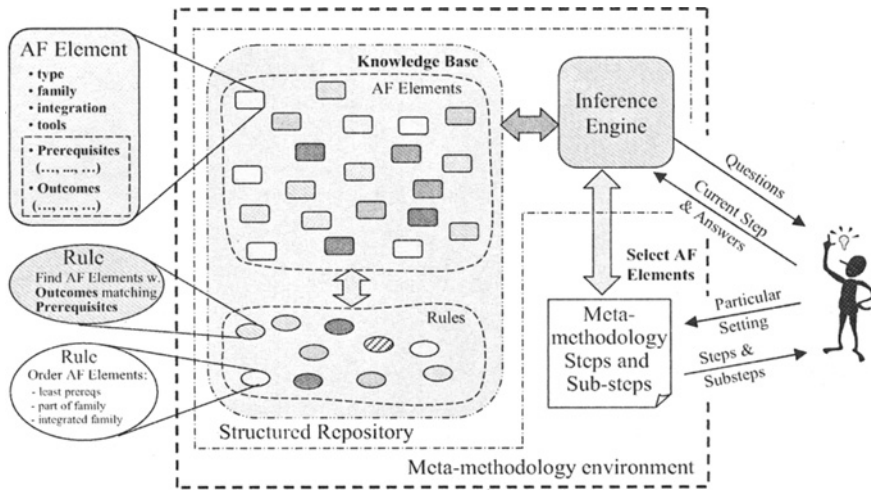 AF Element
• type
• family
• integration
• tools
• Prerequisites
(..., ..., ...)
• Outcomes
(..., ..., ...)
Rule
Find AF Elements w.
Outcomes matching
Prerequisites
Rule
Order AF Elements:
- least prereqs
- part of family
- integrated family
Knowledge Base
AF Elements
Rules
Structured Repository
Inference
Engine
Select AF
Elements
Meta-
methodology
Steps and
Sub-steps
Meta-methodology environment
Questions
Current Step
& Answers
Particular
Setting
Steps &
Substeps